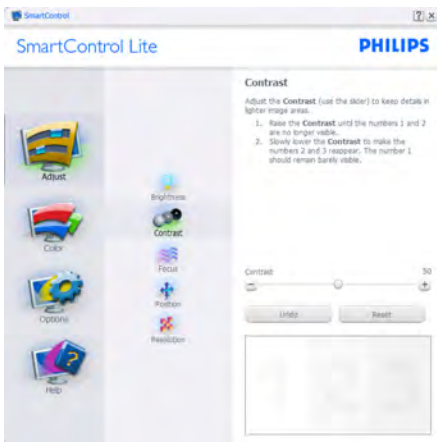 SmartControl
SmartControl Lite
PHILIPS
Adjust
Color
Options
Help
Brightness
Contrast
Focus
Position
Resolution
Contrast
Adjust the Contrast (use the slider) to keep details in
lighter image areas.
1. Raise the Contrast until the numbers 1 and 2
are no longer visible.
2. Slowly lower the Contrast to make the
numbers 2 and 3 reappear. The number 1
should remain barely visible.
Contrast
50
Undo
Reset
1 2 3